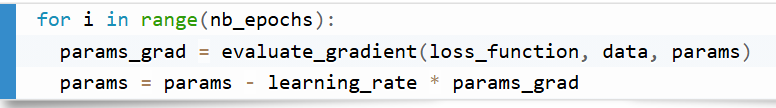 for i in range(nb_epochs):
  params_grad = evaluate_gradient(loss_function, data, params)
  params = params - learning_rate * params_grad